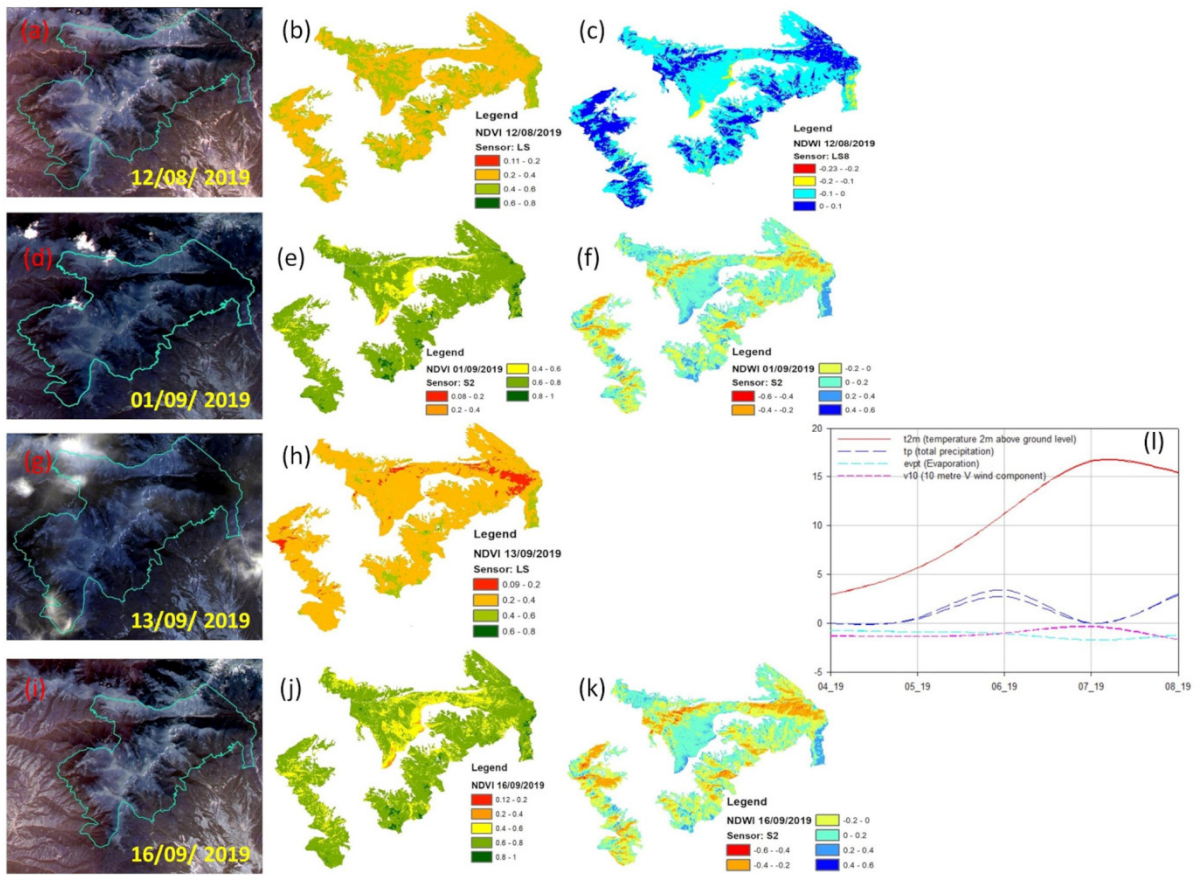 (a)
12/08/ 2019
(b)
Legend
NDVI 12/08/2019
Sensor: LS
0.11 - 0.2
0.2 - 0.4
0.4 - 0.6
0.6 - 0.8
(c)
Legend
NDWI 12/08/2019
Sensor: LS8
-0.23 - -0.2
-0.2 - -0.1
-0.1 - 0
0 - 0.1
(d)
01/09/ 2019
(e)
Legend
NDVI 01/09/2019
Sensor: S2
0.08 - 0.2
0.2 - 0.4
0.4 - 0.6
0.6 - 0.8
0.8 - 1
(f)
Legend
NDWI 01/09/2019
Sensor: S2
-0.6 - -0.4
-0.4 - -0.2
-0.2 - 0
0 - 0.2
0.2 - 0.4
0.4 - 0.6
(g)
13/09/ 2019
(h)
Legend
NDVI 13/09/2019
Sensor: LS
0.09 - 0.2
0.2 - 0.4
0.4 - 0.6
0.6 - 0.8
(l)
t2m (temperature 2m above ground level)
tp (total precipitation)
evpt (Evaporation)
v10 (10 metre V wind component)
20
15
10
5
0
-5
04_19 05_19 06_19 07_19 08_19
(i)
16/09/ 2019
(j)
Legend
NDVI 16/09/2019
0.12 - 0.2
0.2 - 0.4
0.4 - 0.6
0.6 - 0.8
0.8 - 1
(k)
Legend
NDWI 16/09/2019
Sensor: S2
-0.6 - -0.4
-0.4 - -0.2
-0.2 - 0
0 - 0.2
0.2 - 0.4
0.4 - 0.6